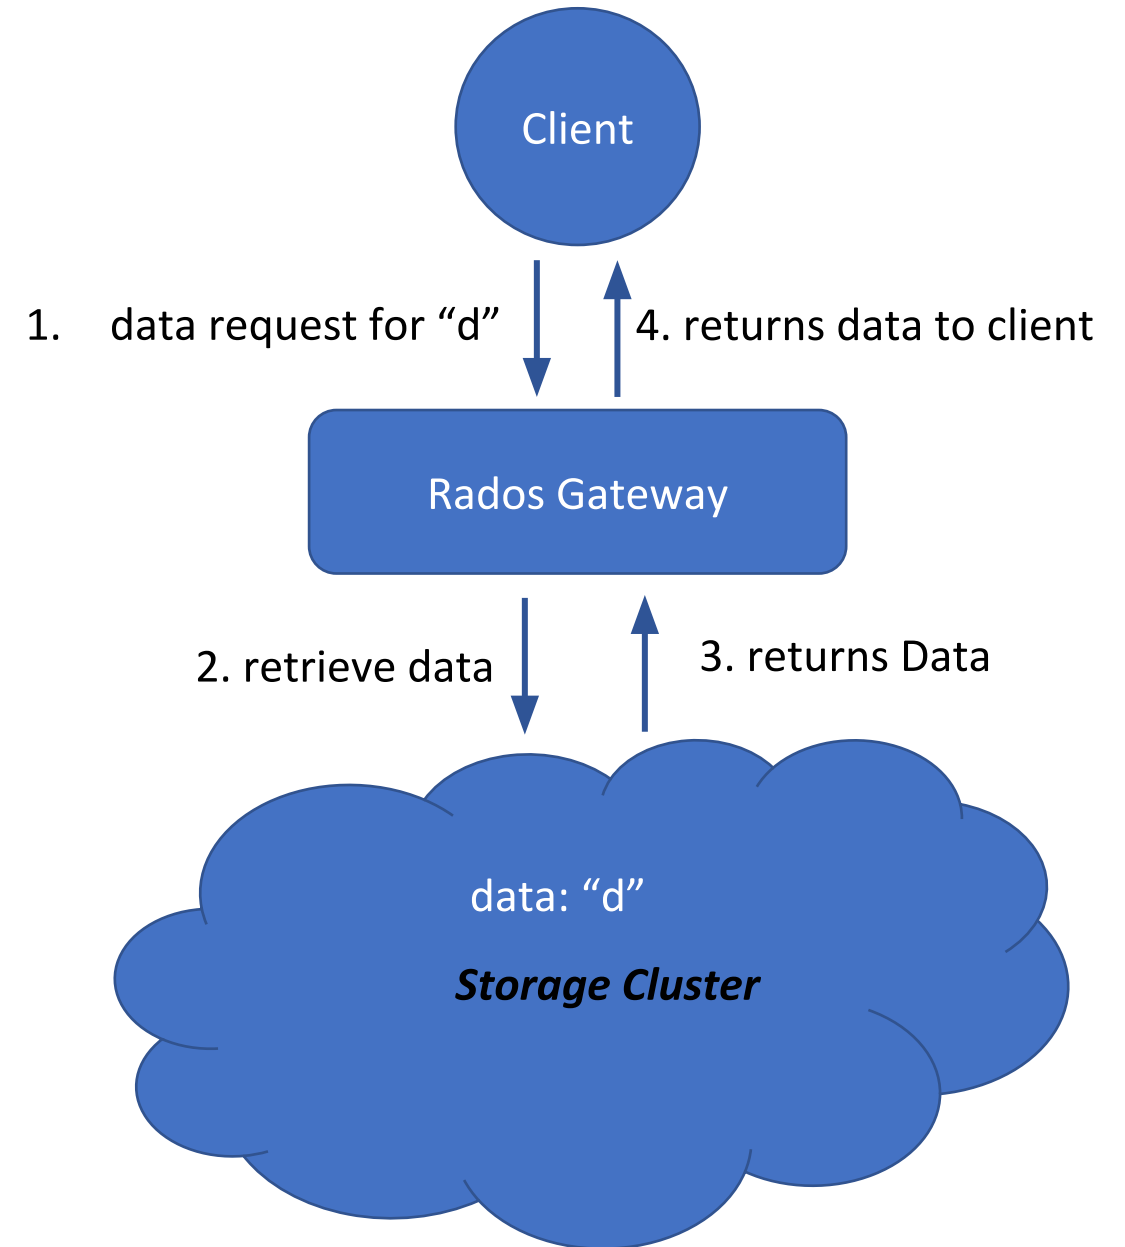 Client
1. data request for “d”
4. returns data to client
Rados Gateway
2. retrieve data
3. returns Data
data: “d”
Storage Cluster